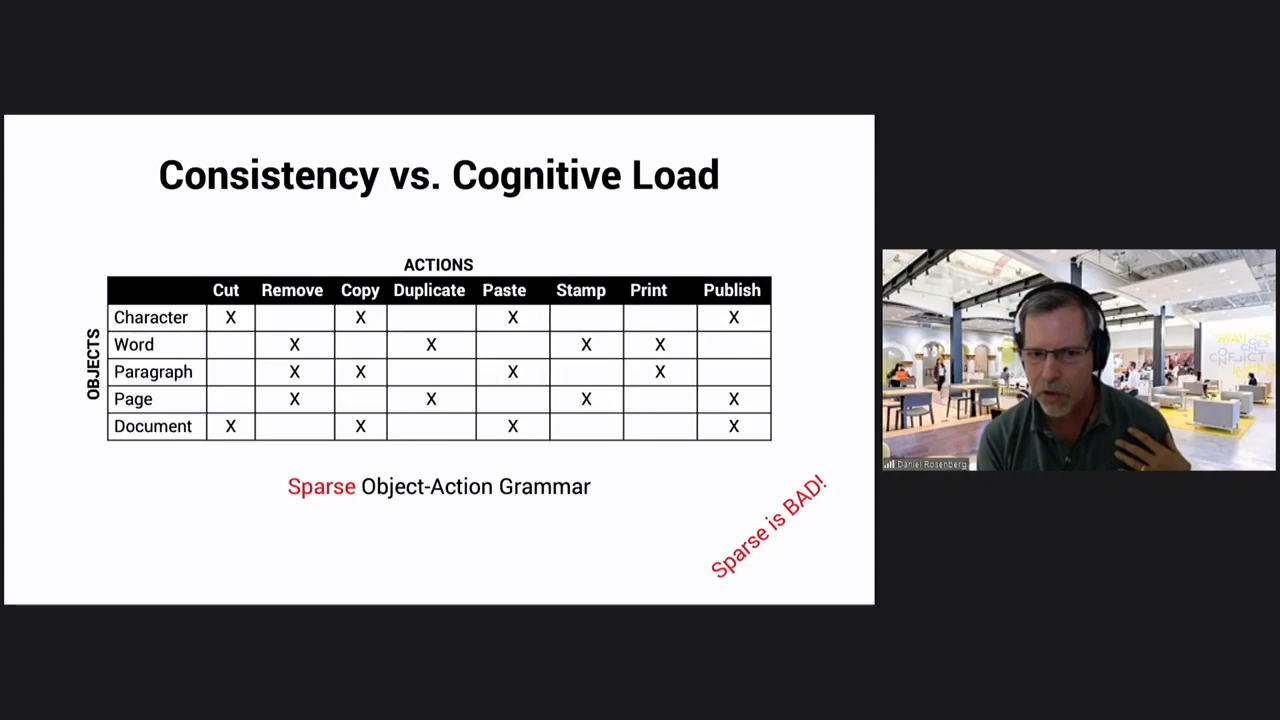 Consistency vs. Cognitive Load
ACTIONS
Cut Remove Copy Duplicate Paste Stamp Print Publish
OBJECTS
Character X X X X
Word X X X X
Paragraph X X X X
Page X X X X
Document X X X X
Sparse Object-Action Grammar
Sparse is BAD!
Daniel Rosenberg
CONFLICT